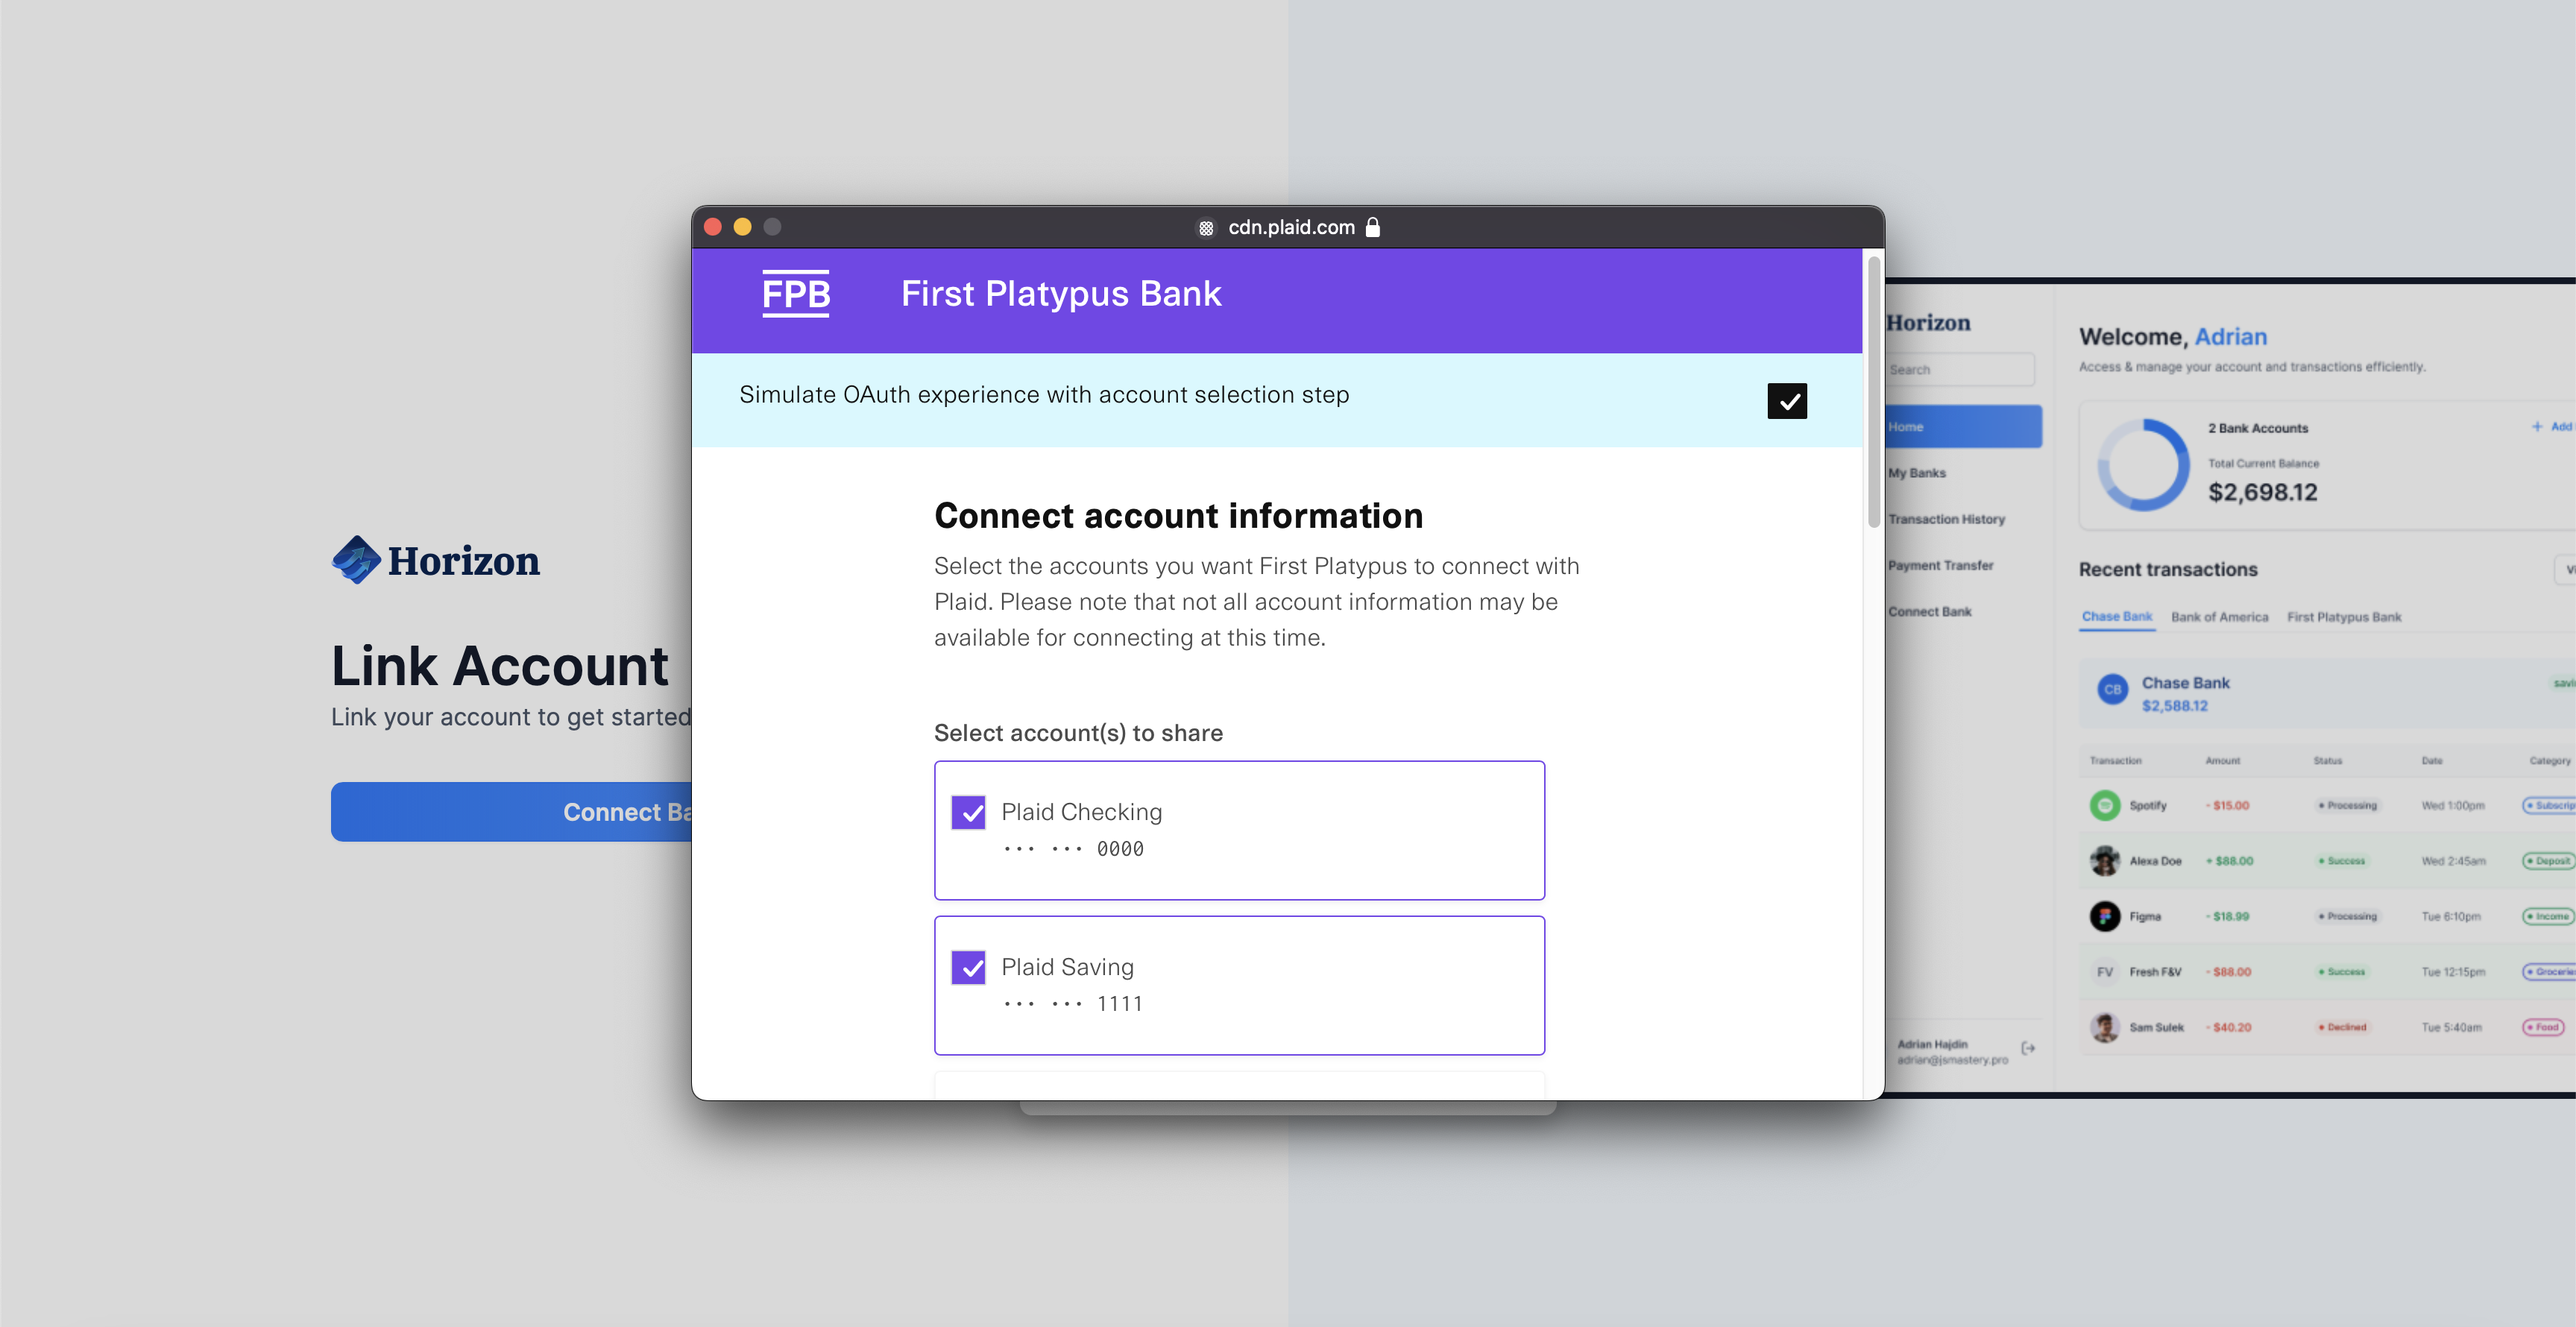 Horizon
Link Account
Link your account to get started
Connect Ba
cdn.plaid.com
FPB
First Platypus Bank
Simulate OAuth experience with account selection step
Connect account information
Select the accounts you want First Platypus to connect with
Plaid. Please note that not all account information may be
available for connecting at this time.
Select account(s) to share
Plaid Checking
••• ••• 0000
Plaid Saving
••• ••• 1111
Horizon
Search
Home
My Banks
Transaction History
Payment Transfer
Connect Bank
Adrian Hajdin
adrian@jsmastery.pro
Welcome, Adrian
Access & manage your account and transactions efficiently.
2 Bank Accounts
+ Add
Total Current Balance
$2,698.12
Recent transactions
Vi
Chase Bank Bank of America First Platypus Bank
CB
Chase Bank
savi
$2,588.12
Transaction Amount Status Date Category
Spotify - $15.00 Processing Wed 1:00pm Subscrip
Alexa Doe + $88.00 Success Wed 2:45am Deposit
Figma - $18.99 Processing Tue 6:10pm Income
FV Fresh F&V - $88.00 Success Tue 12:15pm Grocerie
Sam Sulek - $40.20 Declined Tue 5:40am Food